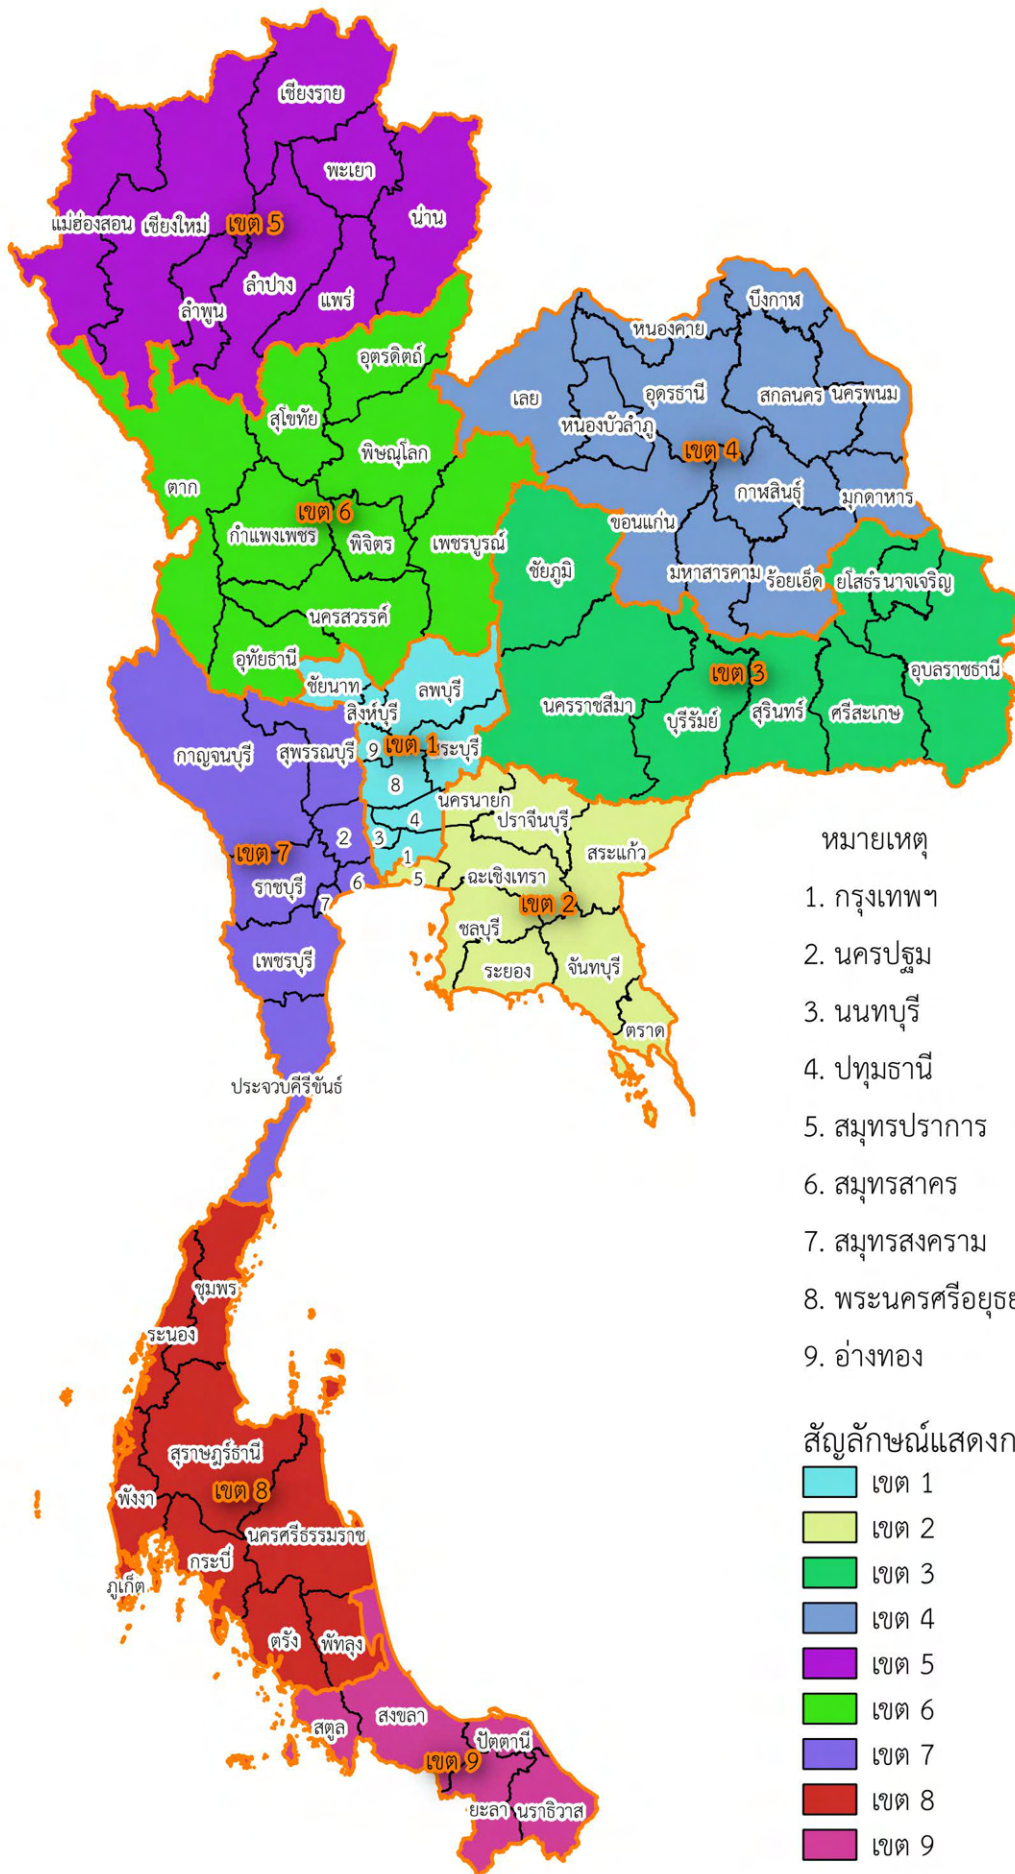 เชียงราย
พะเยา
น่าน
แม่ฮ่องสอน
เชียงใหม่
เขต 5
ลำปาง
แพร่
ลำพูน
บึงกาฬ
หนองคาย
อุตรดิตถ์
เลย
อุดรธานี
สกลนคร
นครพนม
สุโขทัย
หนองบัวลำภู
พิษณุโลก
เขต 4
ตาก
กาฬสินธุ์
มุกดาหาร
เขต 6
กำแพงเพชร
พิจิตร
เพชรบูรณ์
ขอนแก่น
ชัยภูมิ
มหาสารคาม
ร้อยเอ็ด
ยโสธร
นาจเจริญ
นครสวรรค์
อุทัยธานี
อุบลราชธานี
ชัยนาท
ลพบุรี
เขต 3
สิงห์บุรี
นครราชสีมา
บุรีรัมย์
สุรินทร์
ศรีสะเกษ
กาญจนบุรี
สุพรรณบุรี
9
เขต 1
ระบุรี
8
นครนายก
ปราจีนบุรี
4
2
3
1
สระแก้ว
เขต 7
ราชบุรี
6
5
ฉะเชิงเทรา
7
เขต 2
ชลบุรี
เพชรบุรี
ระยอง
จันทบุรี
ตราด
ประจวบคีรีขันธ์
ชุมพร
ระนอง
สุราษฎร์ธานี
พังงา
เขต 8
นครศรีธรรมราช
กระบี่
ภูเก็ต
ตรัง
พัทลุง
สงขลา
สตูล
ปัตตานี
เขต 9
ยะลา
นราธิวาส
หมายเหตุ
1. กรุงเทพฯ
2. นครปฐม
3. นนทบุรี
4. ปทุมธานี
5. สมุทรปราการ
6. สมุทรสาคร
7. สมุทรสงคราม
8. พระนครศรีอยุธย
9. อ่างทอง
สัญลักษณ์แสดงก
เขต 1
เขต 2
เขต 3
เขต 4
เขต 5
เขต 6
เขต 7
เขต 8
เขต 9